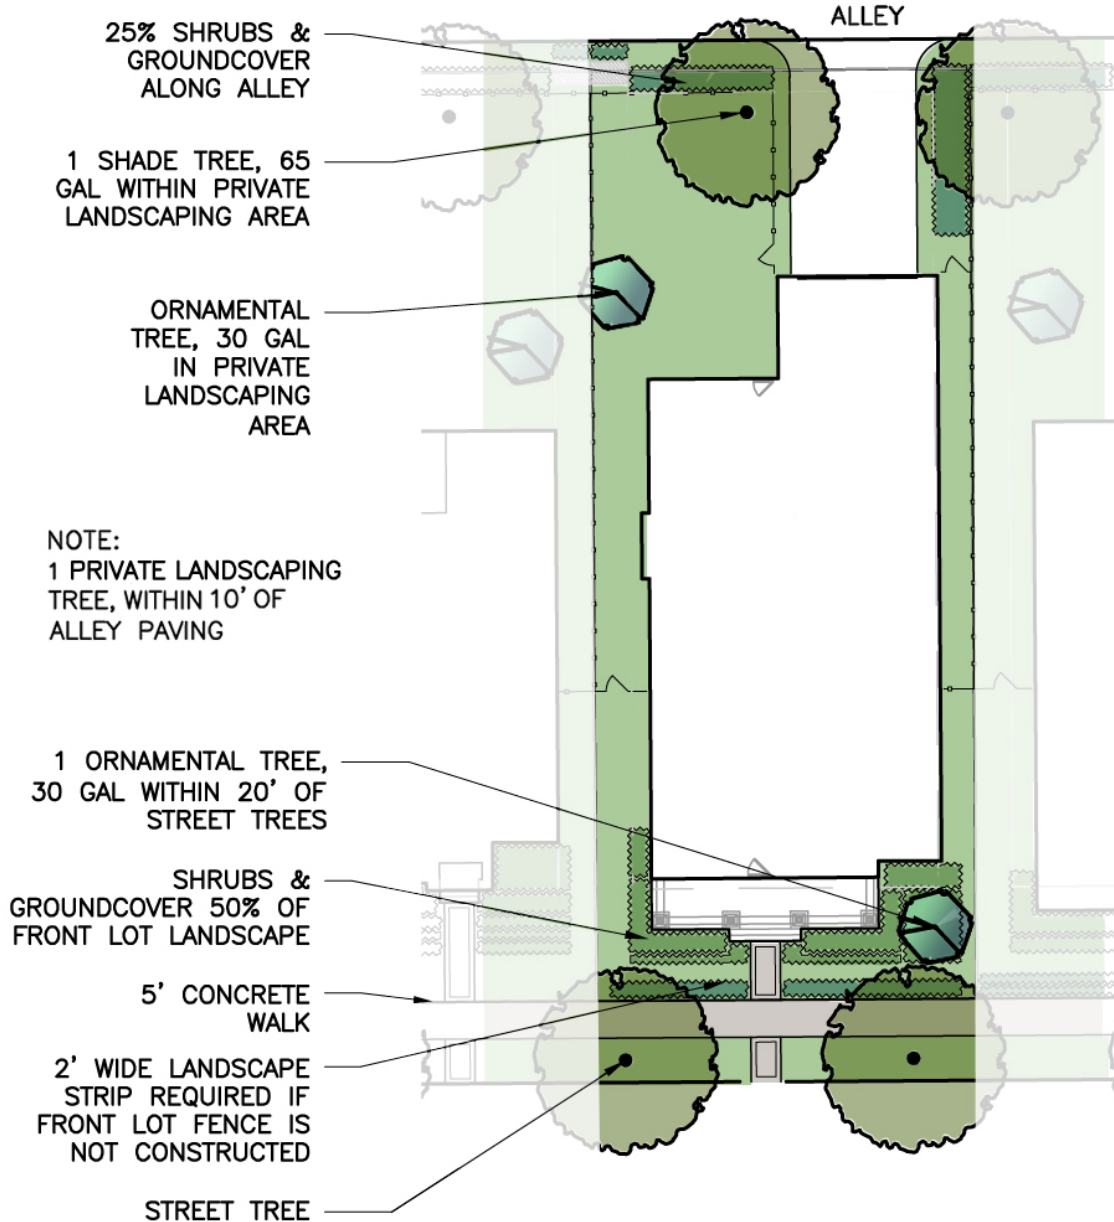 ALLEY
25% SHRUBS &
GROUNDCOVER
ALONG ALLEY
1 SHADE TREE, 65
GAL WITHIN PRIVATE
LANDSCAPING AREA
ORNAMENTAL
TREE, 30 GAL
IN PRIVATE
LANDSCAPING
AREA
NOTE:
1 PRIVATE LANDSCAPING
TREE, WITHIN 10' OF
ALLEY PAVING
1 ORNAMENTAL TREE,
30 GAL WITHIN 20' OF
STREET TREES
SHRUBS &
GROUNDCOVER 50% OF
FRONT LOT LANDSCAPE
5' CONCRETE
WALK
2' WIDE LANDSCAPE
STRIP REQUIRED IF
FRONT LOT FENCE IS
NOT CONSTRUCTED
STREET TREE